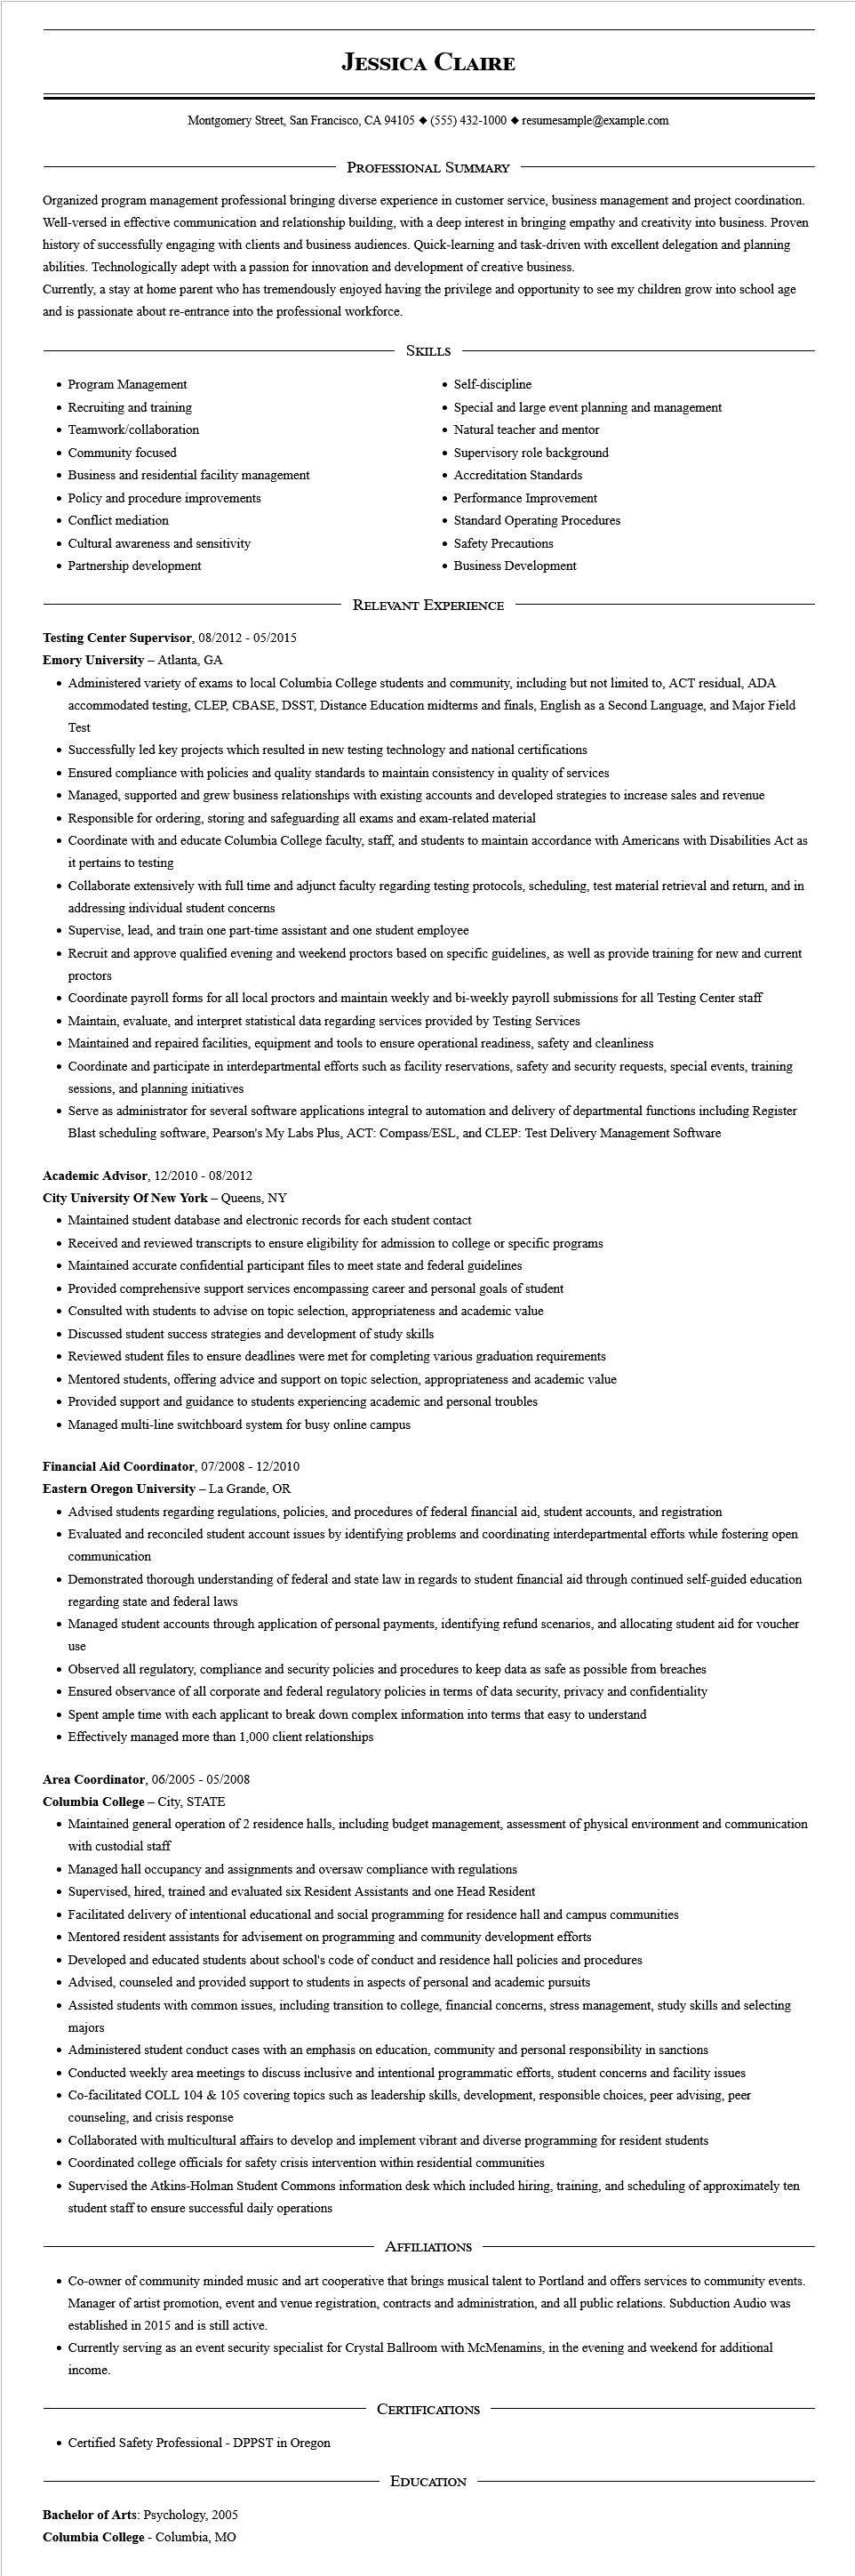 Jessica Claire
Montgomery Street, San Francisco, CA 94105 ◆ (555) 432-1000 ◆ resumesample@example.com
Professional Summary
Organized program management professional bringing diverse experience in customer service, business management and project coordination.
Well-versed in effective communication and relationship building, with a deep interest in bringing empathy and creativity into business. Proven
history of successfully engaging with clients and business audiences. Quick-learning and task-driven with excellent delegation and planning
abilities. Technologically adept with a passion for innovation and development of creative business.
Currently, a stay at home parent who has tremendously enjoyed having the privilege and opportunity to see my children grow into school age
and is passionate about re-entrance into the professional workforce.
Skills
• Program Management
• Recruiting and training
• Teamwork/collaboration
• Community focused
• Business and residential facility management
• Policy and procedure improvements
• Conflict mediation
• Cultural awareness and sensitivity
• Partnership development
• Self-discipline
• Special and large event planning and management
• Natural teacher and mentor
• Supervisory role background
• Accreditation Standards
• Performance Improvement
• Standard Operating Procedures
• Safety Precautions
• Business Development
Relevant Experience
Testing Center Supervisor, 08/2012 - 05/2015
Emory University – Atlanta, GA
• Administered variety of exams to local Columbia College students and community, including but not limited to, ACT residual, ADA
accommodated testing, CLEP, CBASE, DSST, Distance Education midterms and finals, English as a Second Language, and Major Field
Test
• Successfully led key projects which resulted in new testing technology and national certifications
• Ensured compliance with policies and quality standards to maintain consistency in quality of services
• Managed, supported and grew business relationships with existing accounts and developed strategies to increase sales and revenue
• Responsible for ordering, storing and safeguarding all exams and exam-related material
• Coordinate with and educate Columbia College faculty, staff, and students to maintain accordance with Americans with Disabilities Act as
it pertains to testing
• Collaborate extensively with full time and adjunct faculty regarding testing protocols, scheduling, test material retrieval and return, and in
addressing individual student concerns
• Supervise, lead, and train one part-time assistant and one student employee
• Recruit and approve qualified evening and weekend proctors based on specific guidelines, as well as provide training for new and current
proctors
• Coordinate payroll forms for all local proctors and maintain weekly and bi-weekly payroll submissions for all Testing Center staff
• Maintain, evaluate, and interpret statistical data regarding services provided by Testing Services
• Maintained and repaired facilities, equipment and tools to ensure operational readiness, safety and cleanliness
• Coordinate and participate in interdepartmental efforts such as facility reservations, safety and security requests, special events, training
sessions, and planning initiatives
• Serve as administrator for several software applications integral to automation and delivery of departmental functions including Register
Blast scheduling software, Pearson's My Labs Plus, ACT: Compass/ESL, and CLEP: Test Delivery Management Software
Academic Advisor, 12/2010 - 08/2012
City University Of New York – Queens, NY
• Maintained student database and electronic records for each student contact
• Received and reviewed transcripts to ensure eligibility for admission to college or specific programs
• Maintained accurate confidential participant files to meet state and federal guidelines
• Provided comprehensive support services encompassing career and personal goals of student
• Consulted with students to advise on topic selection, appropriateness and academic value
• Discussed student success strategies and development of study skills
• Reviewed student files to ensure deadlines were met for completing various graduation requirements
• Mentored students, offering advice and support on topic selection, appropriateness and academic value
• Provided support and guidance to students experiencing academic and personal troubles
• Managed multi-line switchboard system for busy online campus
Financial Aid Coordinator, 07/2008 - 12/2010
Eastern Oregon University – La Grande, OR
• Advised students regarding regulations, policies, and procedures of federal financial aid, student accounts, and registration
• Evaluated and reconciled student account issues by identifying problems and coordinating interdepartmental efforts while fostering open
communication
• Demonstrated thorough understanding of federal and state law in regards to student financial aid through continued self-guided education
regarding state and federal laws
• Managed student accounts through application of personal payments, identifying refund scenarios, and allocating student aid for voucher
use
• Observed all regulatory, compliance and security policies and procedures to keep data as safe as possible from breaches
• Ensured observance of all corporate and federal regulatory policies in terms of data security, privacy and confidentiality
• Spent ample time with each applicant to break down complex information into terms that easy to understand
• Effectively managed more than 1,000 client relationships
Area Coordinator, 06/2005 - 05/2008
Columbia College – City, STATE
• Maintained general operation of 2 residence halls, including budget management, assessment of physical environment and communication
with custodial staff
• Managed hall occupancy and assignments and oversaw compliance with regulations
• Supervised, hired, trained and evaluated six Resident Assistants and one Head Resident
• Facilitated delivery of intentional educational and social programming for residence hall and campus communities
• Mentored resident assistants for advisement on programming and community development efforts
• Developed and educated students about school's code of conduct and residence hall policies and procedures
• Advised, counseled and provided support to students in aspects of personal and academic pursuits
• Assisted students with common issues, including transition to college, financial concerns, stress management, study skills and selecting
majors
• Administered student conduct cases with an emphasis on education, community and personal responsibility in sanctions
• Conducted weekly area meetings to discuss inclusive and intentional programmatic efforts, student concerns and facility issues
• Co-facilitated COLL 104 & 105 covering topics such as leadership skills, development, responsible choices, peer advising, peer
counseling, and crisis response
• Collaborated with multicultural affairs to develop and implement vibrant and diverse programming for resident students
• Coordinated college officials for safety crisis intervention within residential communities
• Supervised the Atkins-Holman Student Commons information desk which included hiring, training, and scheduling of approximately ten
student staff to ensure successful daily operations
Affiliations
• Co-owner of community minded music and art cooperative that brings musical talent to Portland and offers services to community events.
Manager of artist promotion, event and venue registration, contracts and administration, and all public relations. Subduction Audio was
established in 2015 and is still active.
• Currently serving as an event security specialist for Crystal Ballroom with McMenamins, in the evening and weekend for additional
income.
Certifications
• Certified Safety Professional - DPPST in Oregon
Education
Bachelor of Arts: Psychology, 2005
Columbia College - Columbia, MO